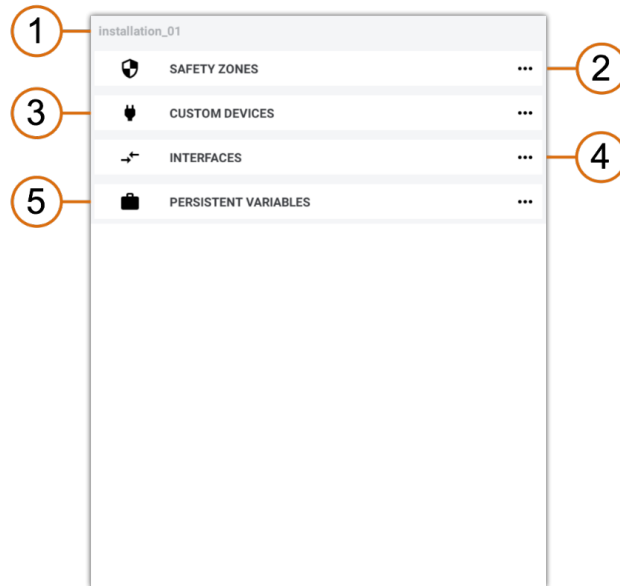 1
installation_01
SAFETY ZONES
2
3
CUSTOM DEVICES
INTERFACES
4
5
PERSISTENT VARIABLES